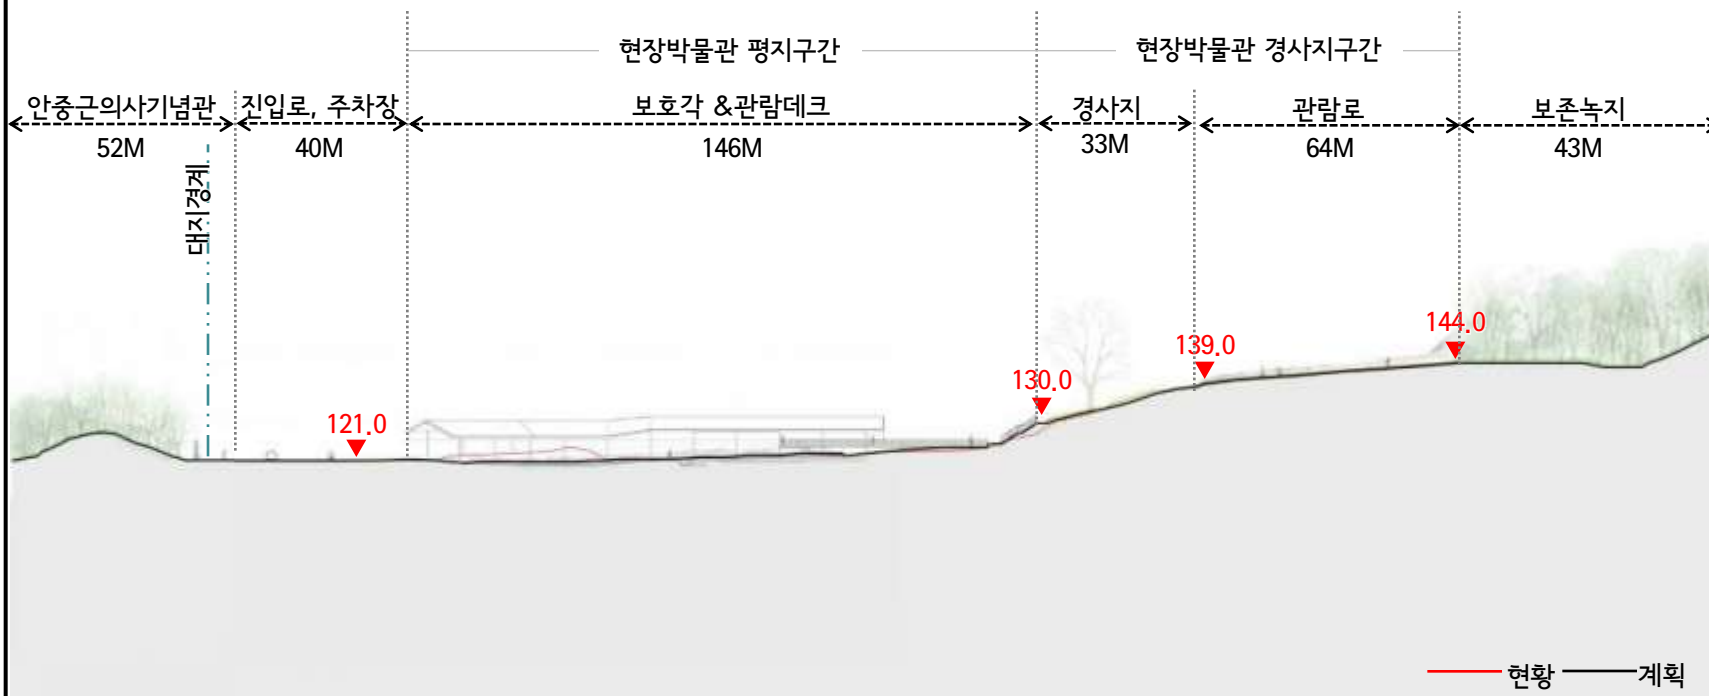 현장박물관 평지구간
현장박물관 경사지구간
안중근의사기념관
진입로, 주차장
보호각 &관람데크
경사지
관람로
보존녹지
52M
40M
146M
33M
64M
43M
대지경계
121.0
130.0
139.0
144.0
현황
계획